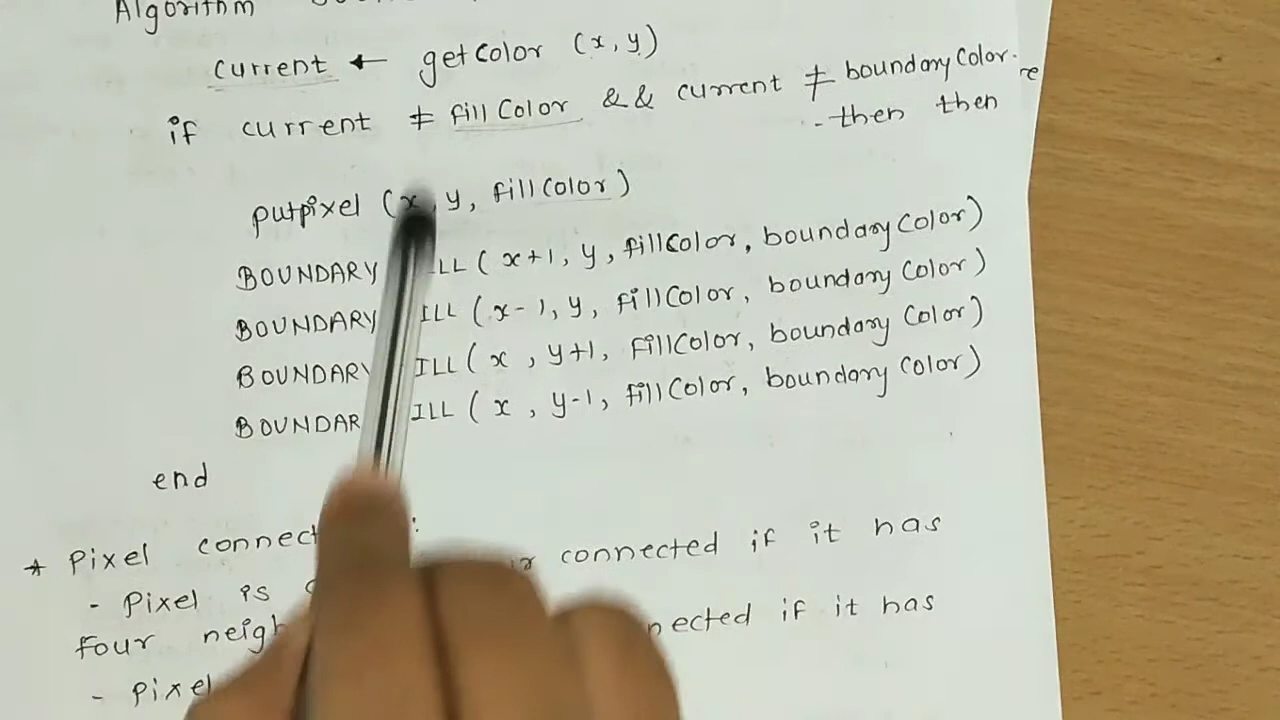 Algorithm
current ← getColor (x, y)
if current ≠ fillColor && current ≠ boundaryColor.
- then then re
putpixel (x, y, fillColor)
BOUNDARY ILL ( x+1, y, fillColor, boundaryColor)
BOUNDARY ILL ( x-1, y, fillColor, boundary Color)
BOUNDARY ILL ( x , y+1, fillColor, boundary Color)
BOUNDAR ILL ( x , y-1, fillColor, boundary Color)
end
* Pixel connect :
- Pixel is connected if it has
four neigh nected if it has
- pixel